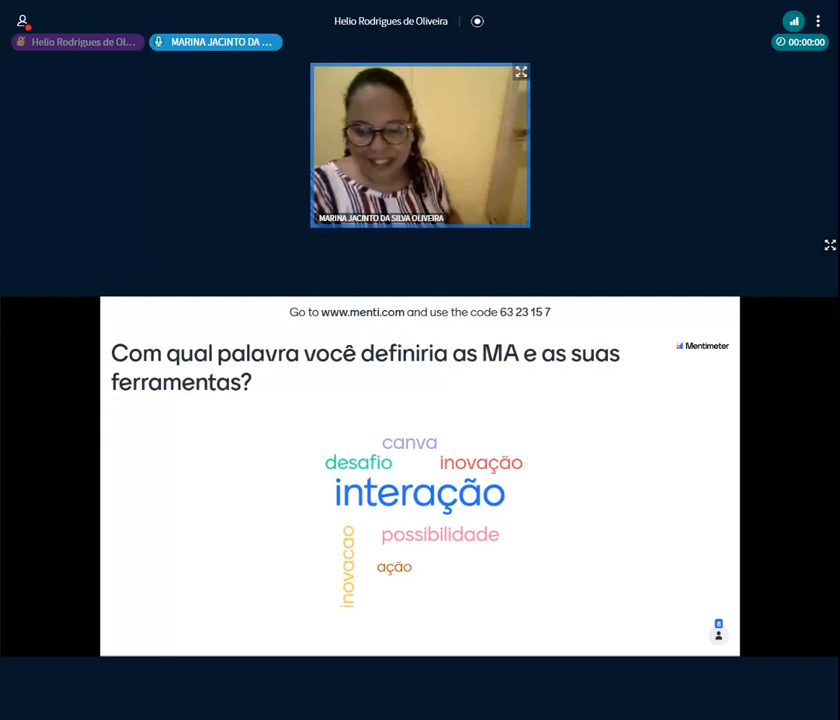 Helio Rodrigues de Oliveira
Helio Rodrigues de Ol...
MARINA JACINTO DA ...
00:00:00
MARINA JACINTO DA SILVA OLIVEIRA
Go to www.menti.com and use the code 63 23 15 7
Mentimeter
Com qual palavra você definiria as MA e as suas
ferramentas?
canva
desafio
inovação
interação
possibilidade
inovacao
ação
8